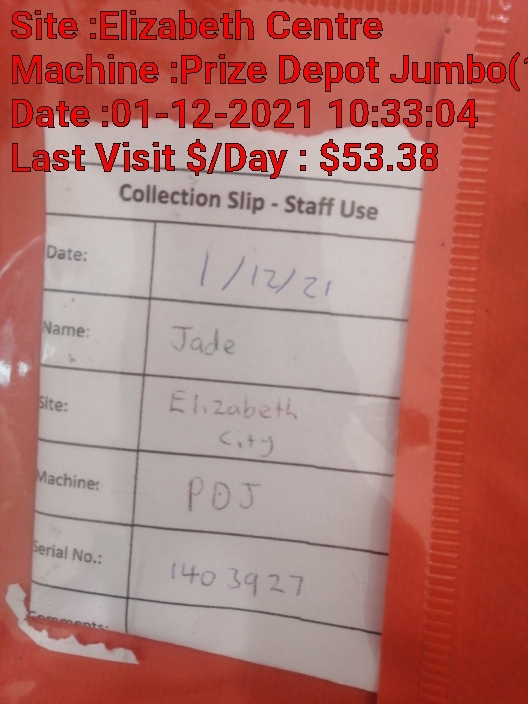 Site :Elizabeth Centre
Machine :Prize Depot Jumbo(
Date :01-12-2021 10:33:04
Last Visit $/Day : $53.38
Collection Slip - Staff Use
Date: 1/12/21
Name: Jade
Site: Elizabeth
City
Machine: PDJ
Serial No.: 1403927
Comments: